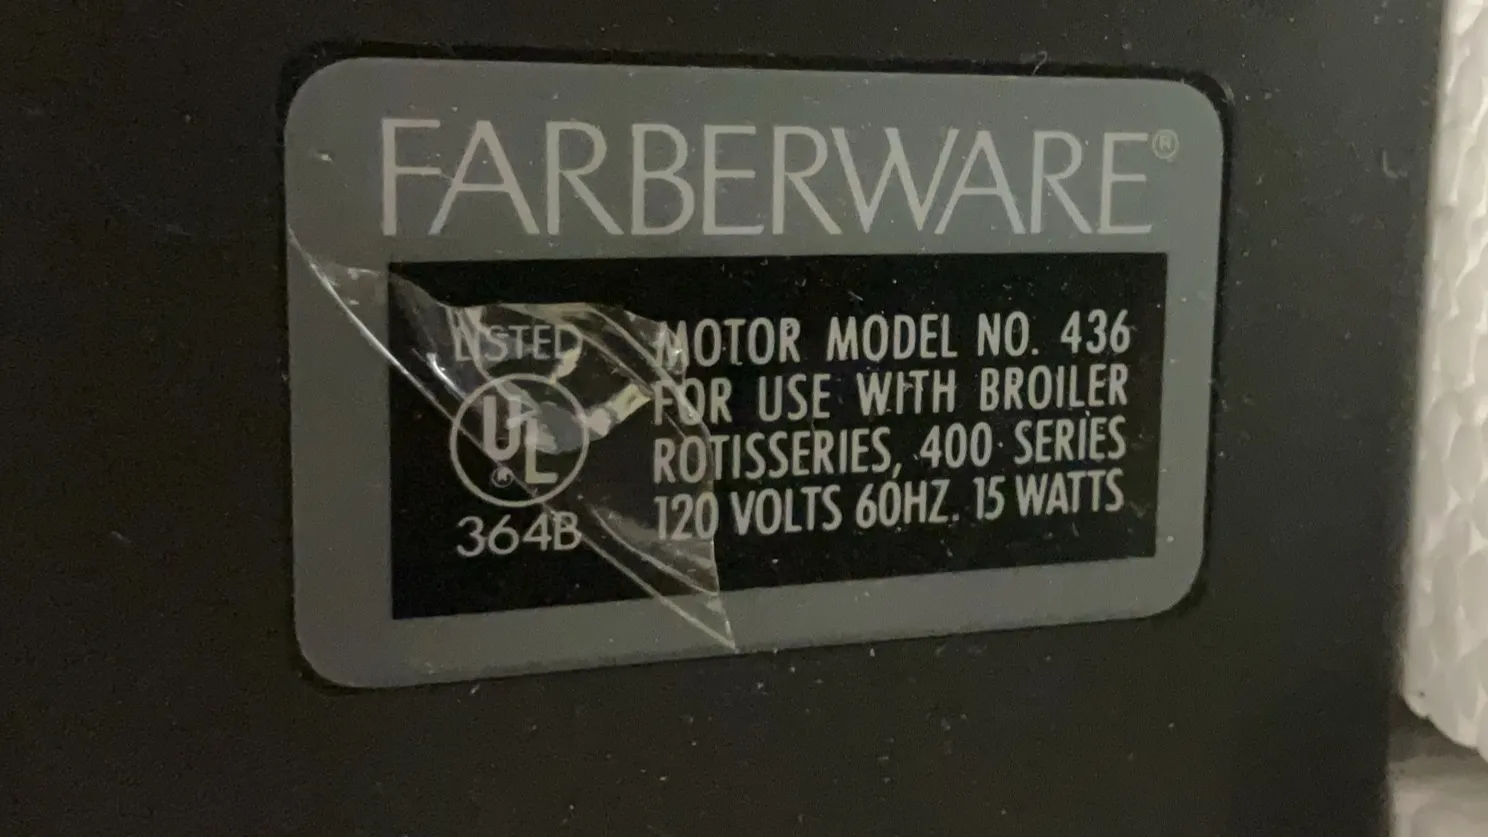 FARBERWARE®
LISTED
UL®
364B
MOTOR MODEL NO. 436
FOR USE WITH BROILER
ROTISSERIES, 400 SERIES
120 VOLTS 60HZ. 15 WATTS